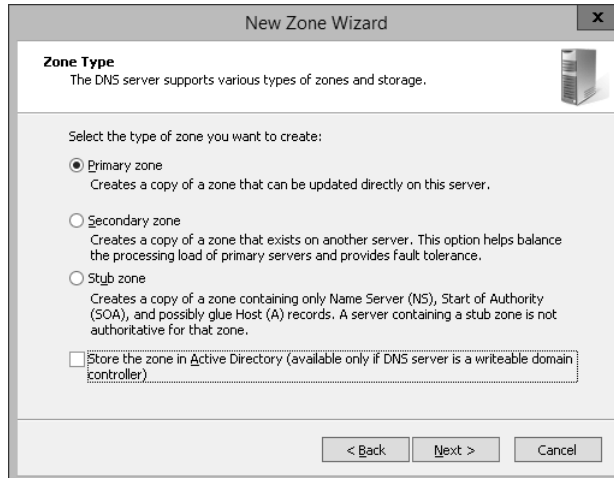 New Zone Wizard
x
Zone Type
The DNS server supports various types of zones and storage.
Select the type of zone you want to create:
Primary zone
Creates a copy of a zone that can be updated directly on this server.
Secondary zone
Creates a copy of a zone that exists on another server. This option helps balance
the processing load of primary servers and provides fault tolerance.
Stub zone
Creates a copy of a zone containing only Name Server (NS), Start of Authority
(SOA), and possibly glue Host (A) records. A server containing a stub zone is not
authoritative for that zone.
Store the zone in Active Directory (available only if DNS server is a writeable domain
controller)
< Back Next > Cancel